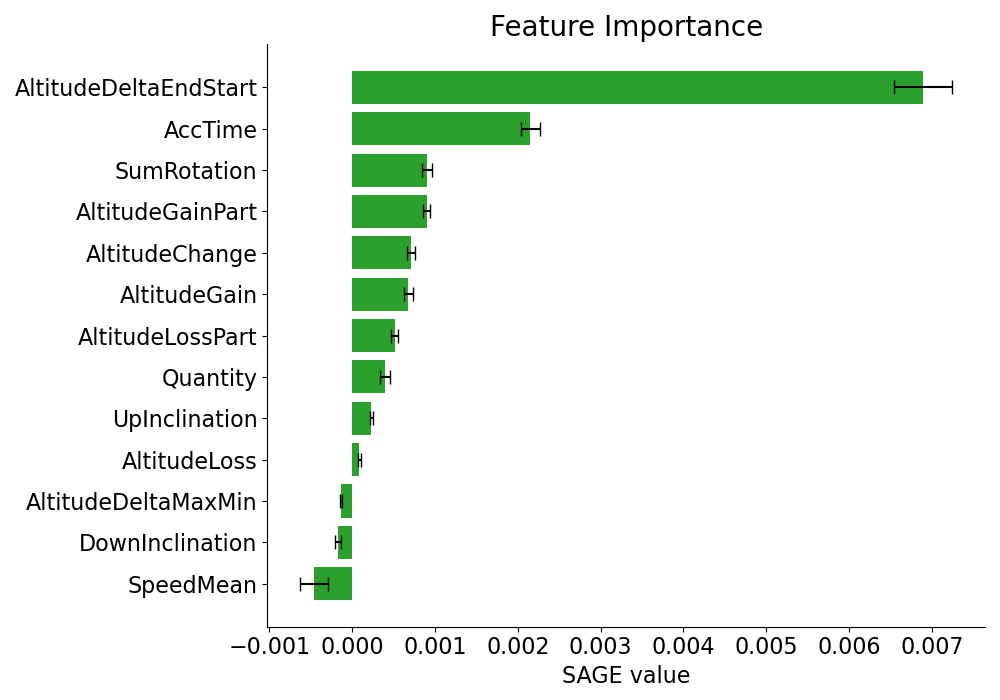 Feature Importance
AltitudeDeltaEndStart
AccTime
SumRotation
AltitudeGainPart
AltitudeChange
AltitudeGain
AltitudeLossPart
Quantity
UpInclination
AltitudeLoss
AltitudeDeltaMaxMin
DownInclination
SpeedMean
−0.001 0.000 0.001 0.002 0.003 0.004 0.005 0.006 0.007
SAGE value